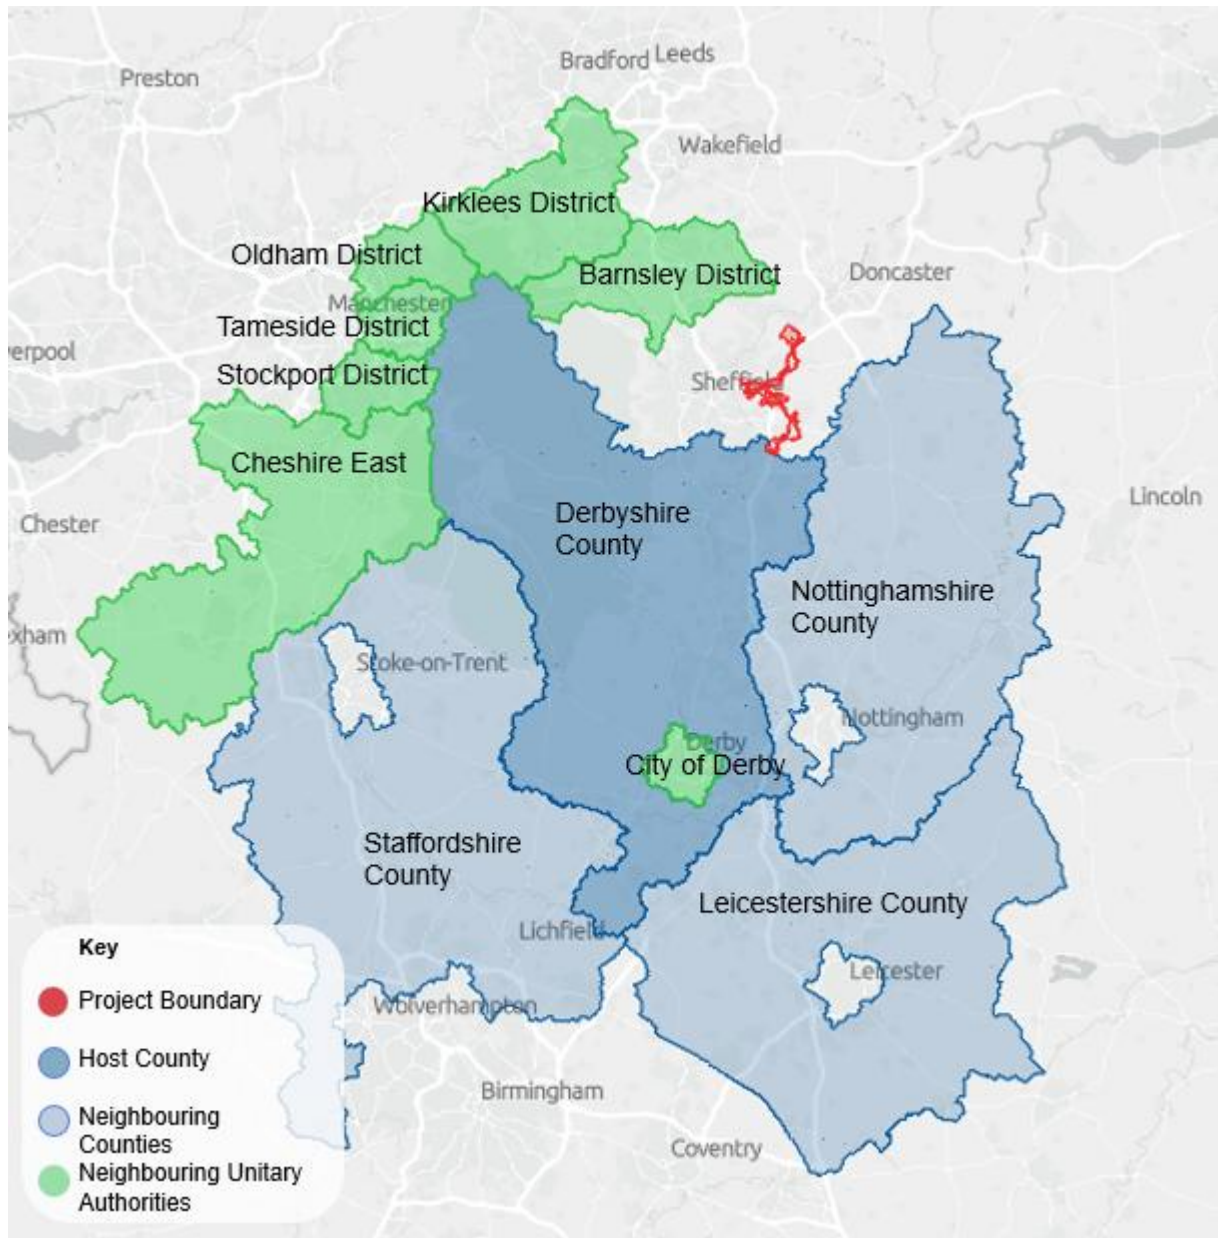 Bradford
Leeds
Preston
Wakefield
Kirklees District
Oldham District
Barnsley District
Doncaster
Manchester
Tameside District
verpool
Stockport District
Sheffield
Cheshire East
Lincoln
Chester
Derbyshire
County
Nottinghamshire
County
exham
Stoke-on-Trent
Nottingham
Derby
City of Derby
Staffordshire
County
Leicestershire County
Lichfield
Leicester
Wolverhampton
Birmingham
Coventry
Key
Project Boundary
Host County
Neighbouring
Counties
Neighbouring Unitary
Authorities